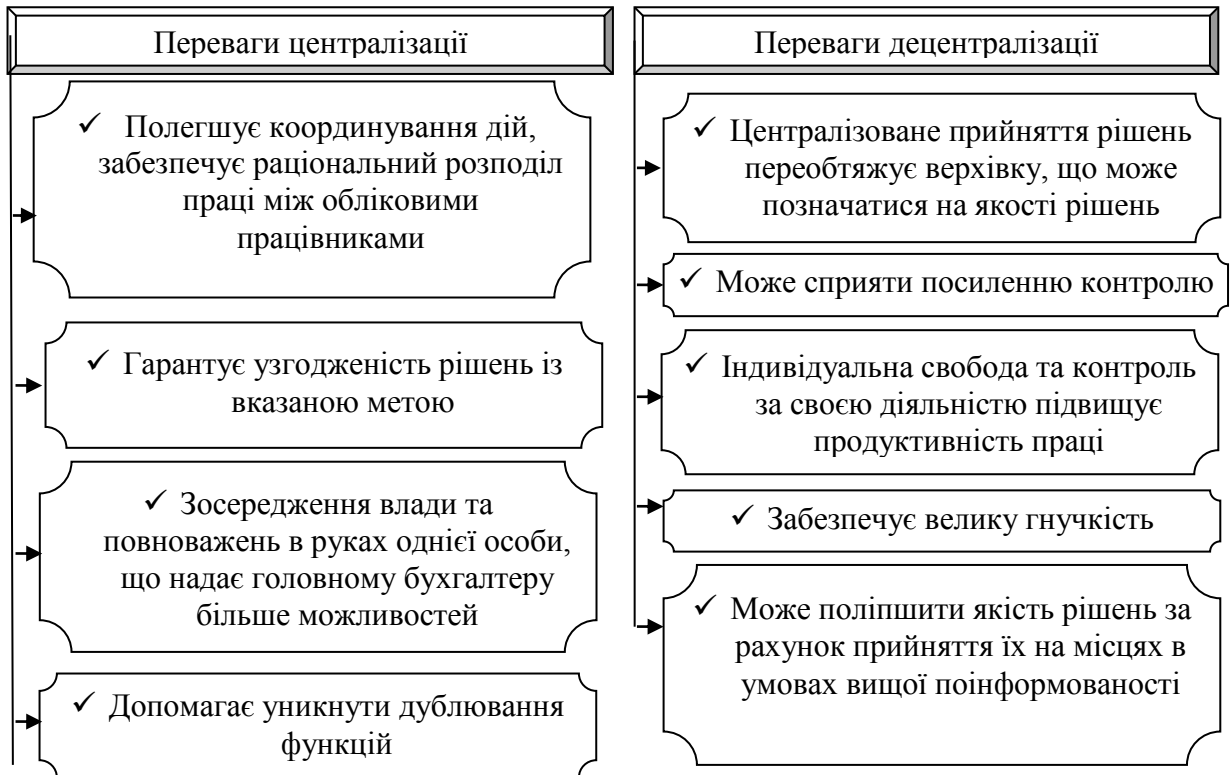 Переваги централізації
✓ Полегшує координування дій,
забезпечує раціональний розподіл
праці між обліковими
працівниками
✓ Гарантує узгодженість рішень із
вказаною метою
✓ Зосередження влади та
повноважень в руках однієї особи,
що надає головному бухгалтеру
більше можливостей
✓ Допомагає уникнути дублювання
функцій
Переваги децентралізації
✓ Централізоване прийняття рішень
переобтяжує верхівку, що може
позначатися на якості рішень
✓ Може сприяти посиленню контролю
✓ Індивідуальна свобода та контроль
за своєю діяльністю підвищує
продуктивність праці
✓ Забезпечує велику гнучкість
✓ Може поліпшити якість рішень за
рахунок прийняття їх на місцях в
умовах вищої поінформованості